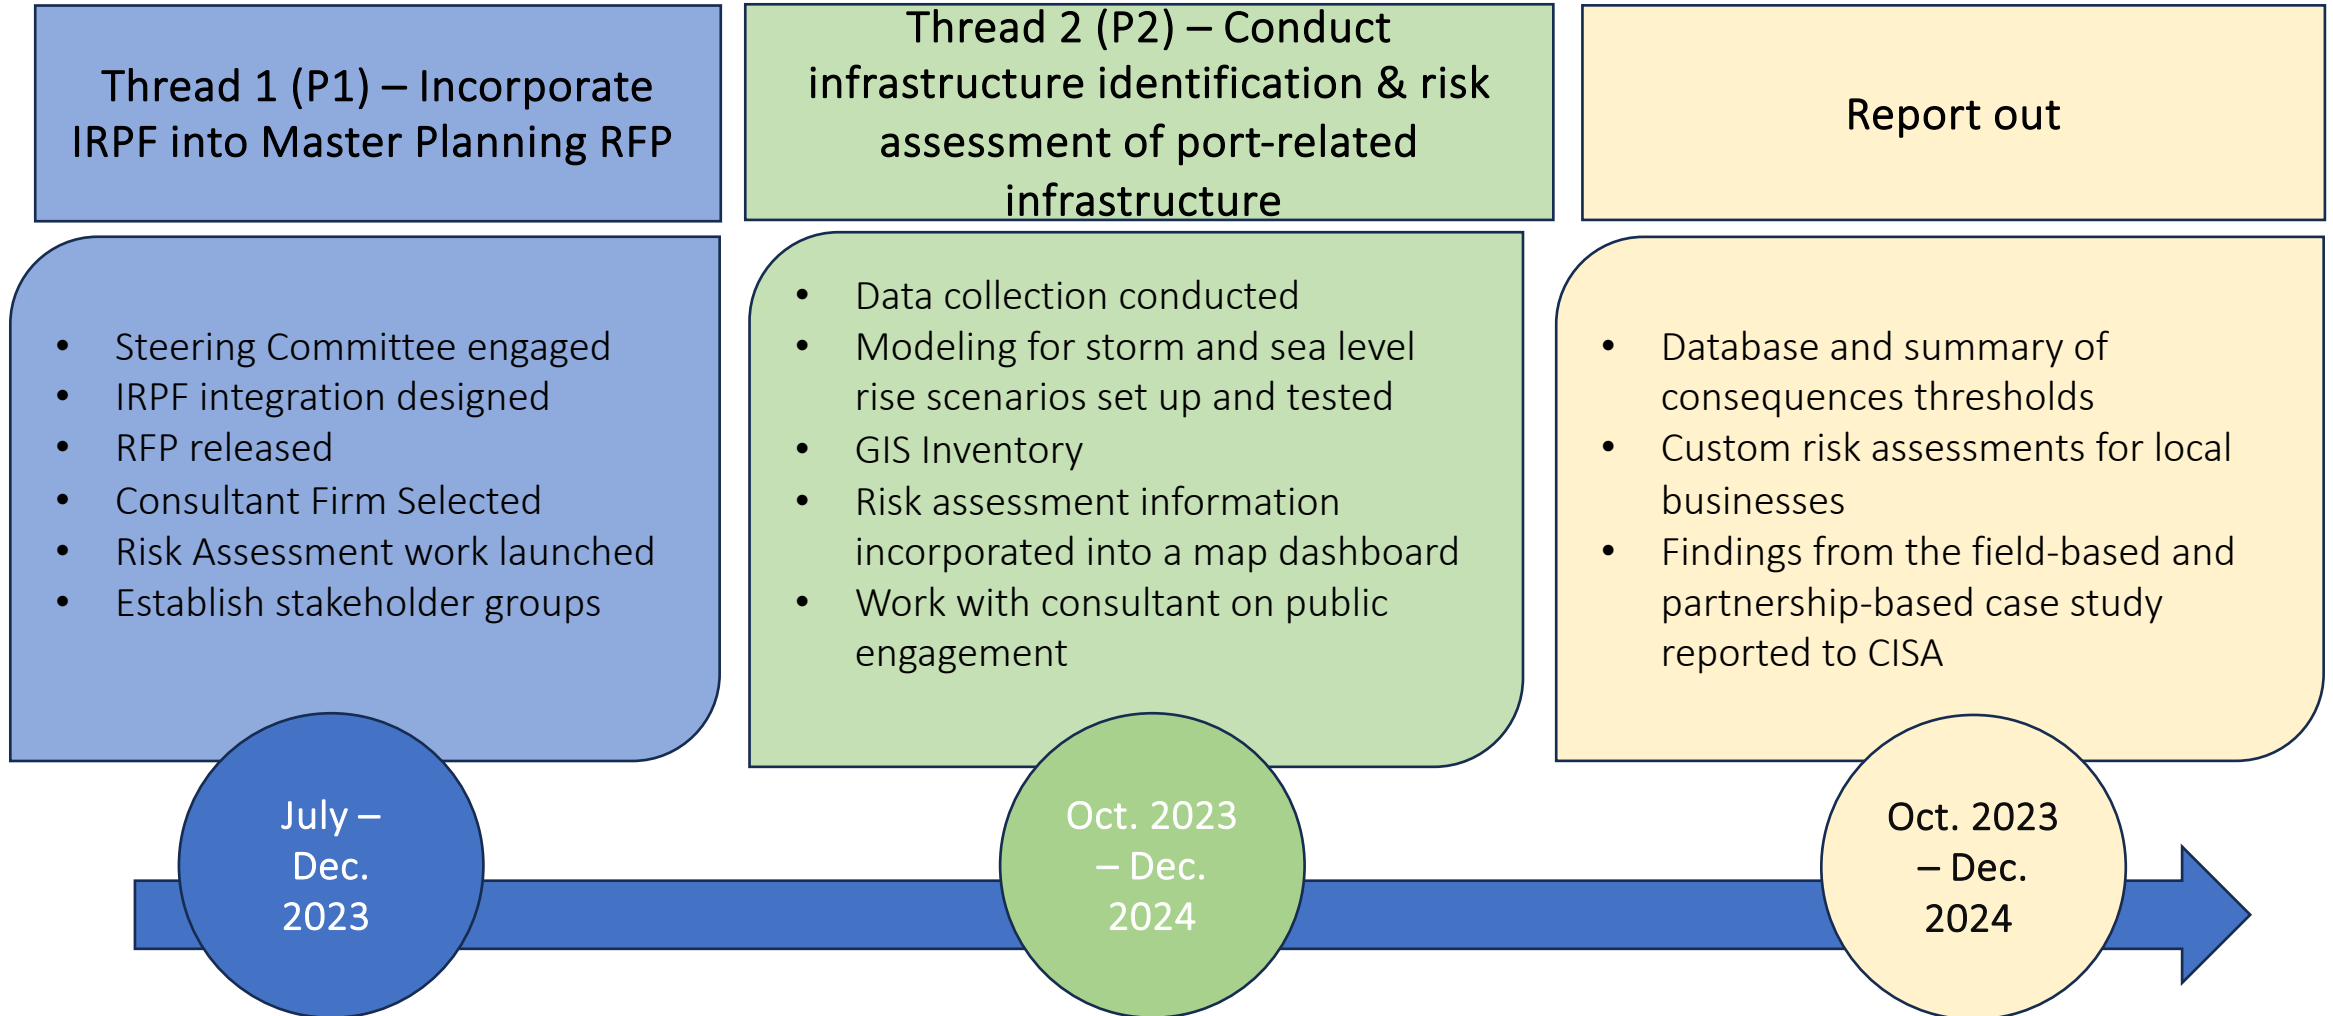 Thread 1 (P1) – Incorporate
IRPF into Master Planning RFP
• Steering Committee engaged
• IRPF integration designed
• RFP released
• Consultant Firm Selected
• Risk Assessment work launched
• Establish stakeholder groups
July –
Dec.
2023
Thread 2 (P2) – Conduct
infrastructure identification & risk
assessment of port-related
infrastructure
• Data collection conducted
• Modeling for storm and sea level
rise scenarios set up and tested
• GIS Inventory
• Risk assessment information
incorporated into a map dashboard
• Work with consultant on public
engagement
Oct. 2023
– Dec.
2024
Report out
• Database and summary of
consequences thresholds
• Custom risk assessments for local
businesses
• Findings from the field-based and
partnership-based case study
reported to CISA
Oct. 2023
– Dec.
2024